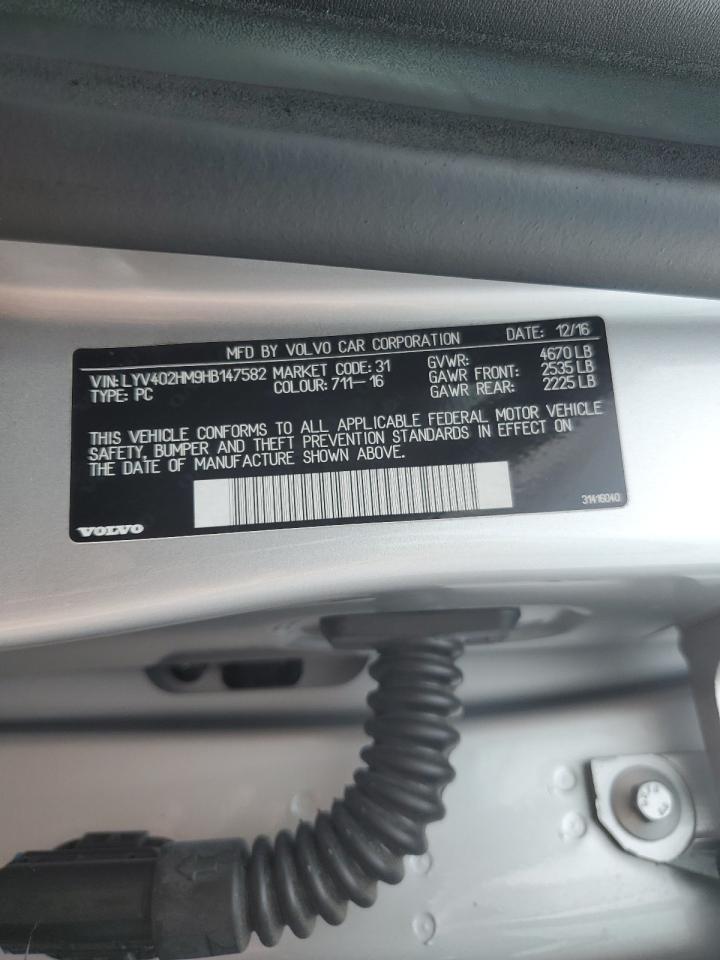 MFD BY VOLVO CAR CORPORATION DATE: 12/16
VIN: LYV402HM9HB147582 MARKET CODE: 31 GVWR: 4670 LB
TYPE: PC COLOUR: 711-16 GAWR FRONT: 2535 LB
GAWR REAR: 2225 LB
THIS VEHICLE CONFORMS TO ALL APPLICABLE FEDERAL MOTOR VEHICLE
SAFETY, BUMPER AND THEFT PREVENTION STANDARDS IN EFFECT ON
THE DATE OF MANUFACTURE SHOWN ABOVE.
VOLVO 31416040